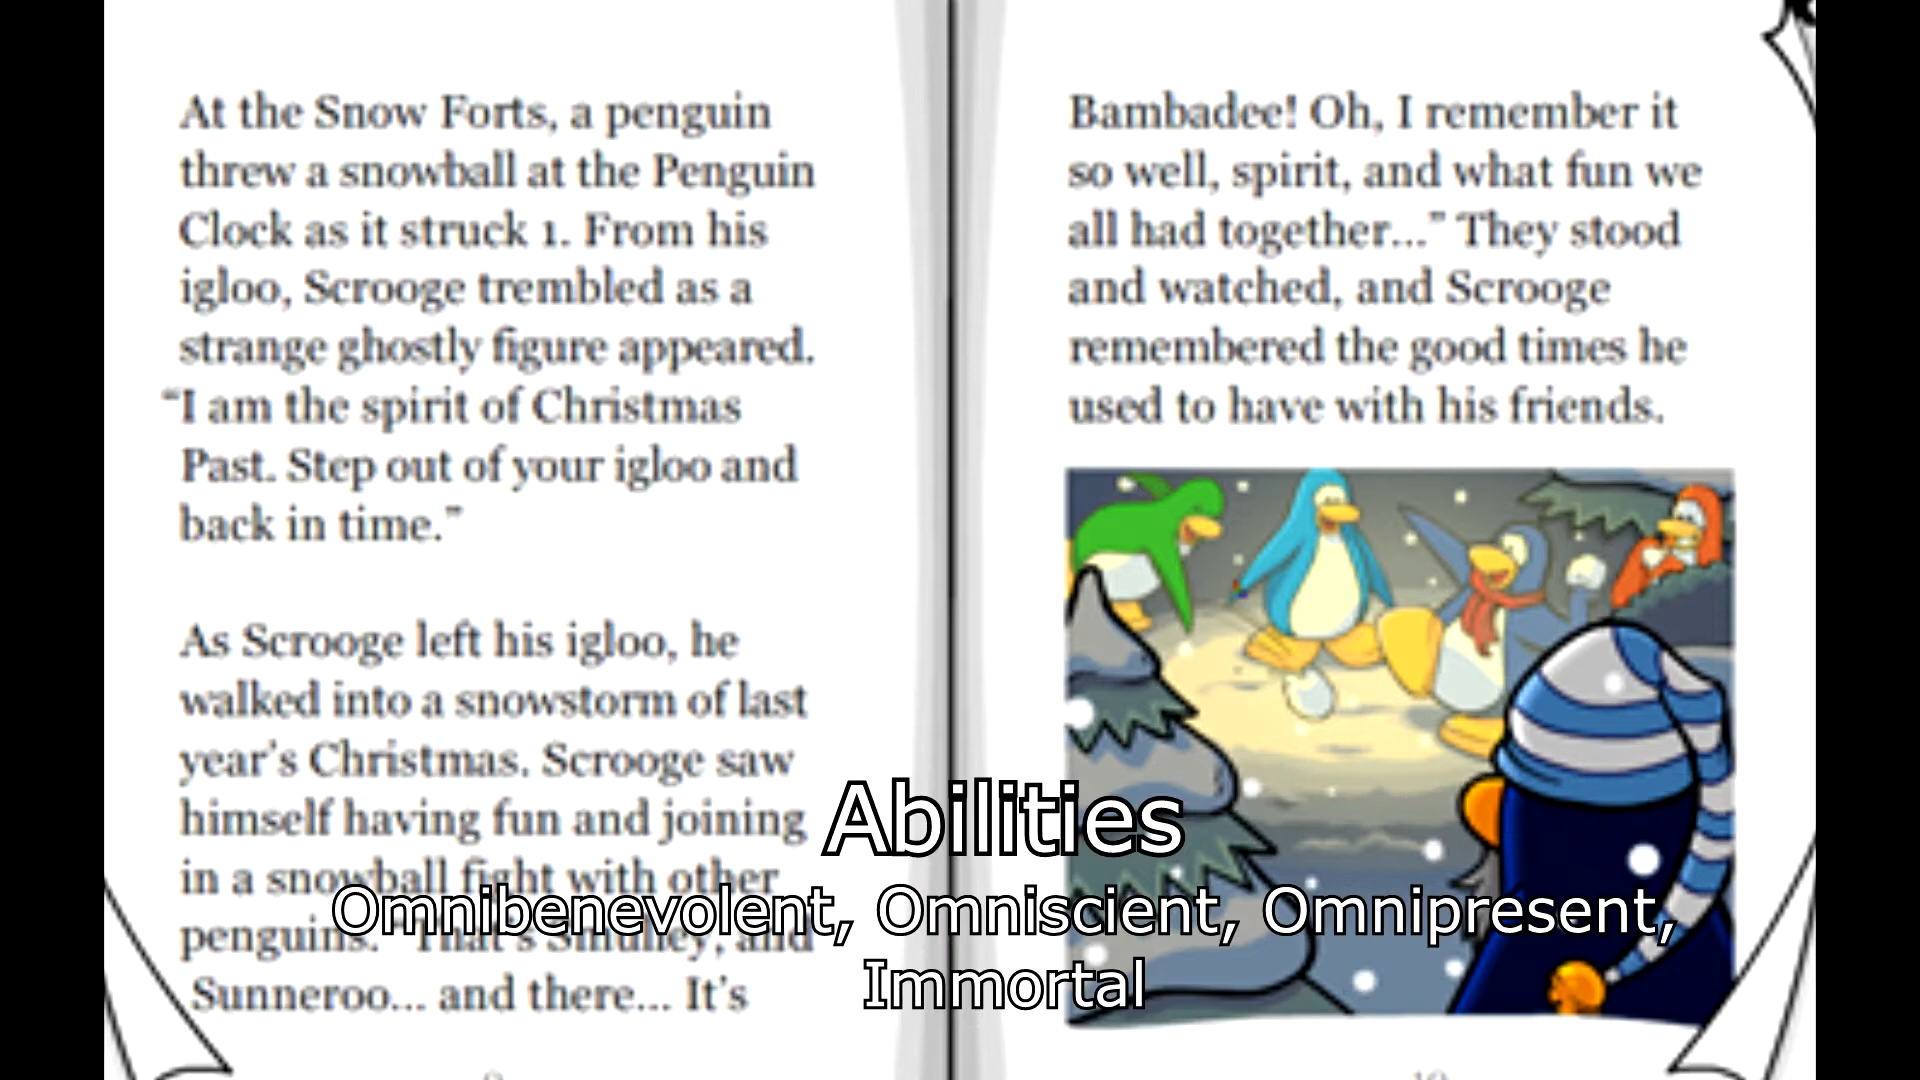 At the Snow Forts, a penguin
threw a snowball at the Penguin
Clock as it struck 1. From his
igloo, Scrooge trembled as a
strange ghostly figure appeared.
“I am the spirit of Christmas
Past. Step out of your igloo and
back in time.”
As Scrooge left his igloo, he
walked into a snowstorm of last
year’s Christmas. Scrooge saw
himself having fun and joining
in a snowball fight with other
penguins. “That’s Smulley, and
Sunneroo... and there... It’s
Bambadee! Oh, I remember it
so well, spirit, and what fun we
all had together...” They stood
and watched, and Scrooge
remembered the good times he
used to have with his friends.
Abilities
Omnibenevolent, Omniscient, Omnipresent,
Immortal